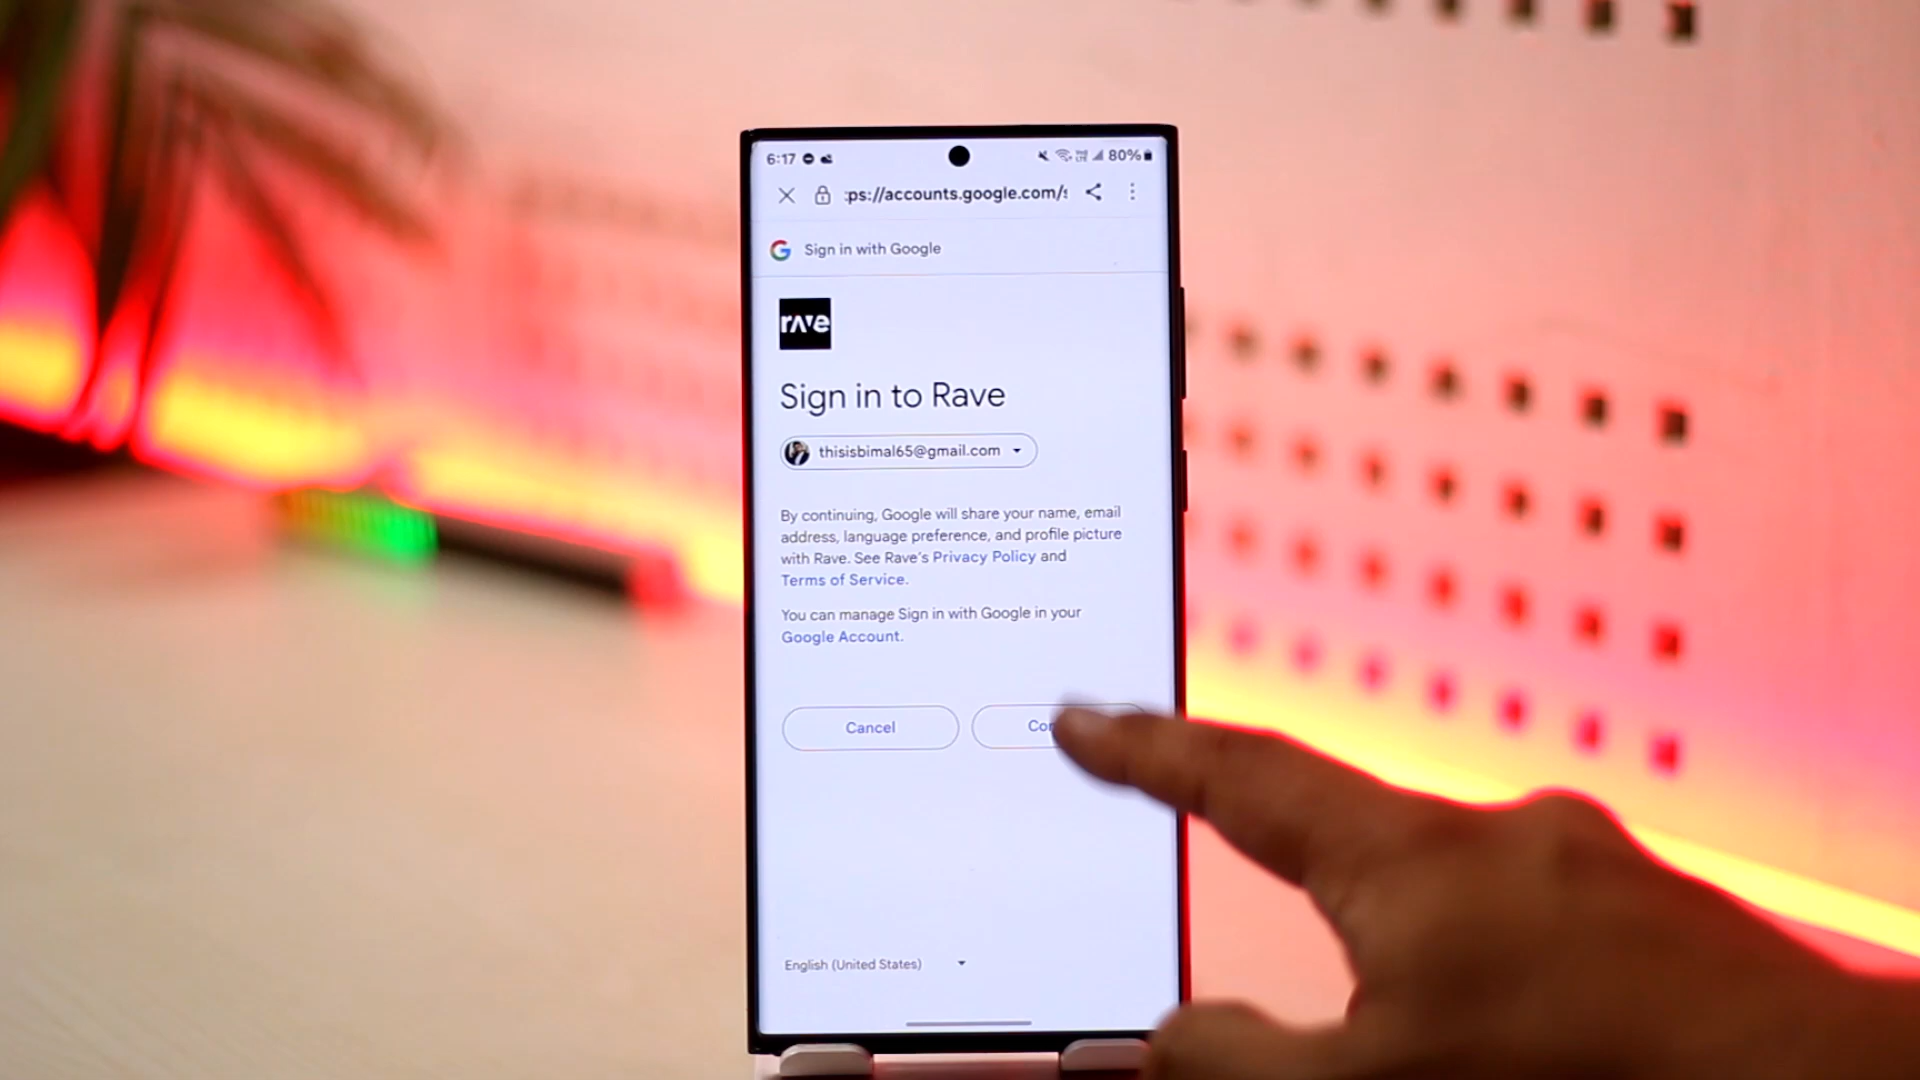 6:17 80%
:ps://accounts.google.com/s
Sign in with Google
rave
Sign in to Rave
thisisbimal65@gmail.com
By continuing, Google will share your name, email
address, language preference, and profile picture
with Rave. See Rave's Privacy Policy and
Terms of Service.
You can manage Sign in with Google in your
Google Account.
Cancel
Con
English (United States)